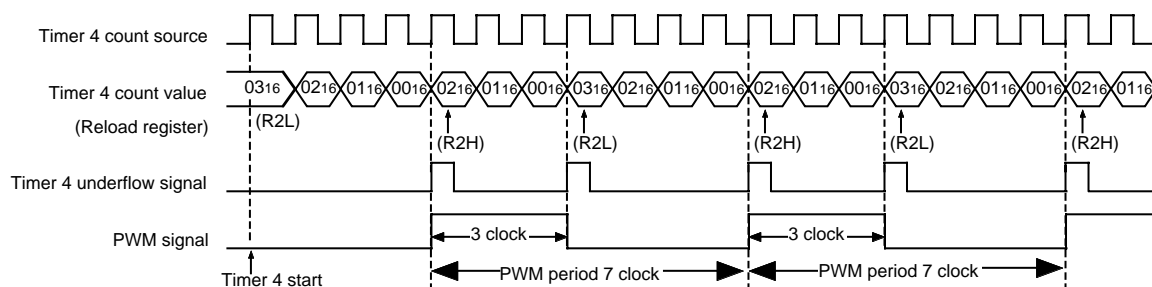 Timer 4 count source
Timer 4 count value
(Reload register)
0316 0216 0116 0016 0216 0116 0016 0316 0216 0116 0016 0216 0116 0016 0316 0216 0116 0016 0216 0116
(R2L) (R2H) (R2L) (R2H) (R2L) (R2H)
Timer 4 underflow signal
PWM signal
3 clock 3 clock
Timer 4 start
PWM period 7 clock PWM period 7 clock